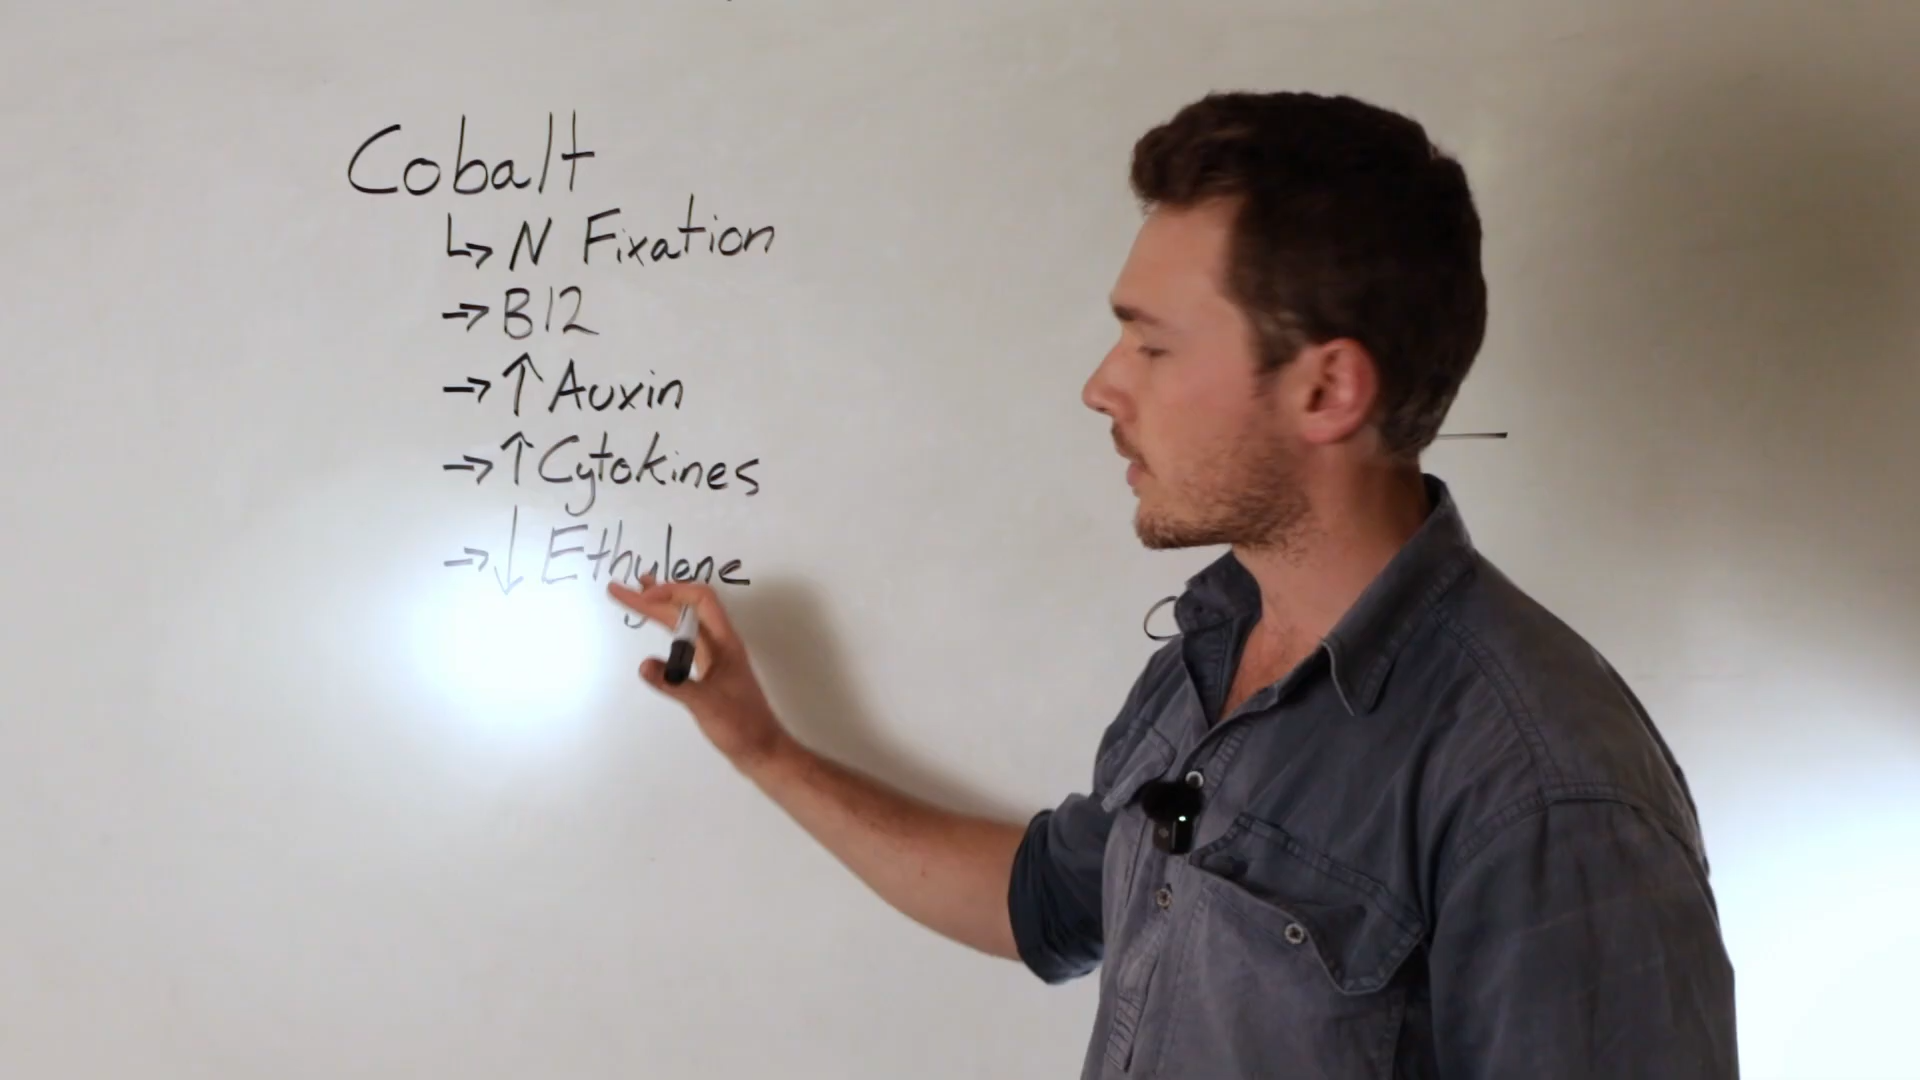 Cobalt
↳ N Fixation
→ B12
→ ↑ Auxin
→ ↑ Cytokines
→ ↓ Ethylene